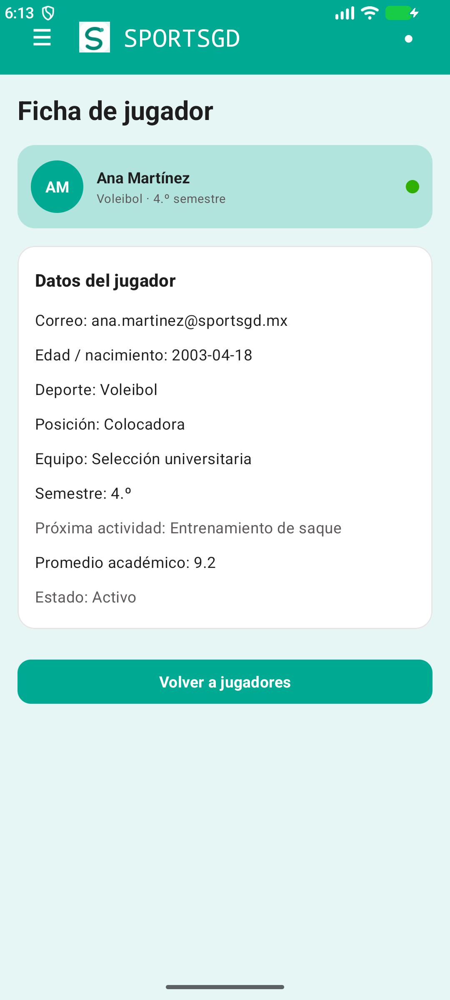 6:13
SPORTSGD
Ficha de jugador
AM
Ana Martínez
Voleibol · 4.º semestre
Datos del jugador
Correo: ana.martinez@sportsgd.mx
Edad / nacimiento: 2003-04-18
Deporte: Voleibol
Posición: Colocadora
Equipo: Selección universitaria
Semestre: 4.º
Próxima actividad: Entrenamiento de saque
Promedio académico: 9.2
Estado: Activo
Volver a jugadores